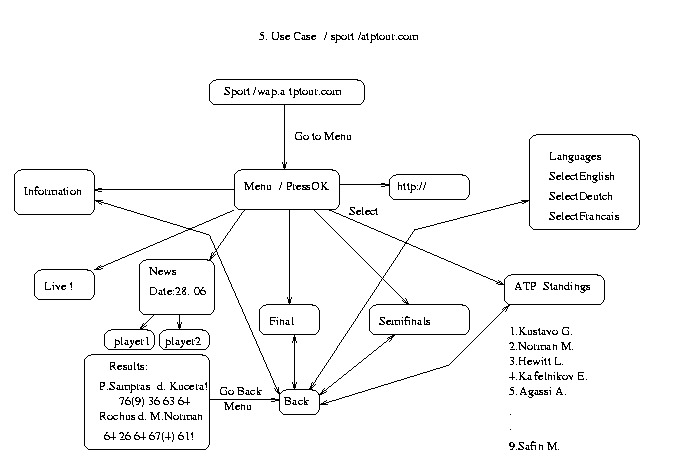 5. Use Case / sport /atptour.com
Sport /wap.a tptour.com
Go to Menu
Languages
SelectEnglish
SelectDeutch
SelectFrancais
Information
Menu / PressOK
http://
Select
Live !
News
Date:28. 06
ATP Standings
Final
Semifinals
player1
player2
1.Kustavo G.
2.Norman M.
3.Hewitt L.
4.Kafelnikov E.
5. Agassi A.
.
.
9.Safin M.
Results:
P.Sampras d. Kucera!
76(9) 36 63 64
Rochus d. M.Norman
64 26 64 67(4) 61!
Go Back
Menu
Back